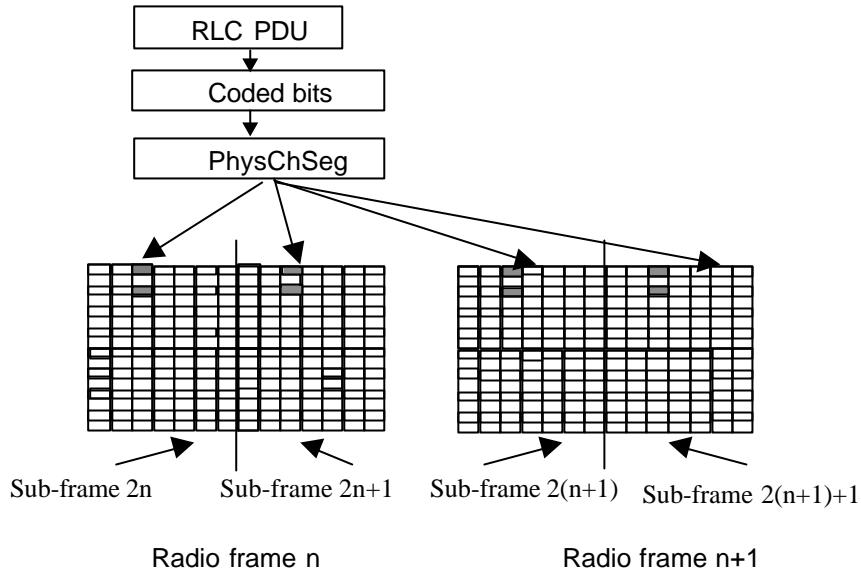 RLC PDU
Coded bits
PhysChSeg
Sub-frame 2n
Sub-frame 2n+1
Sub-frame 2(n+1)
Sub-frame 2(n+1)+1
Radio frame n
Radio frame n+1